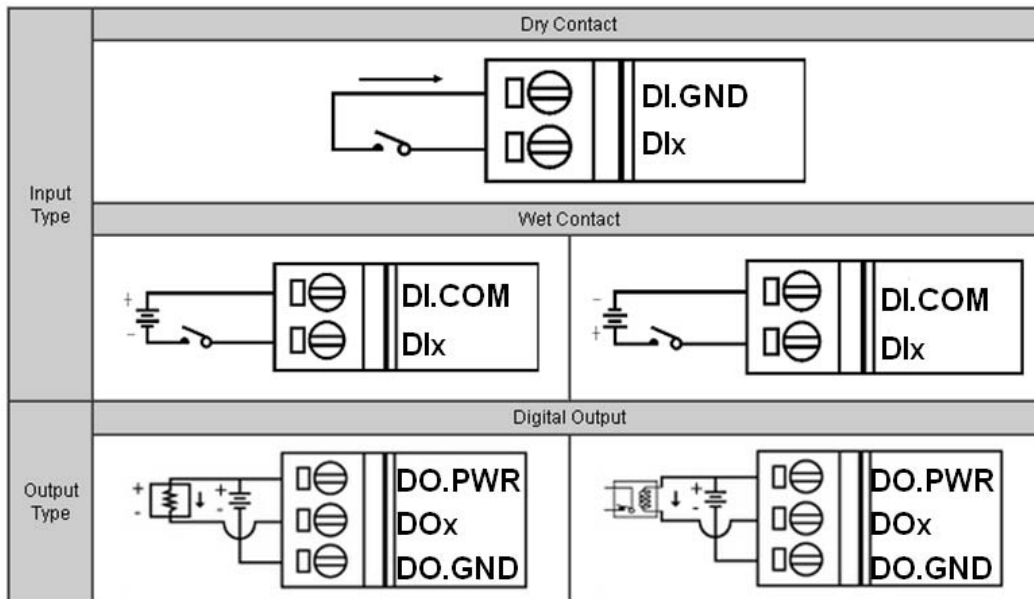 Dry Contact
DI.GND
DIx
Input
Type
Wet Contact
+
-
DI.COM
DIx
-
+
DI.COM
DIx
Digital Output
Output
Type
+
-
+
-
DO.PWR
DOx
DO.GND
+
-
DO.PWR
DOx
DO.GND